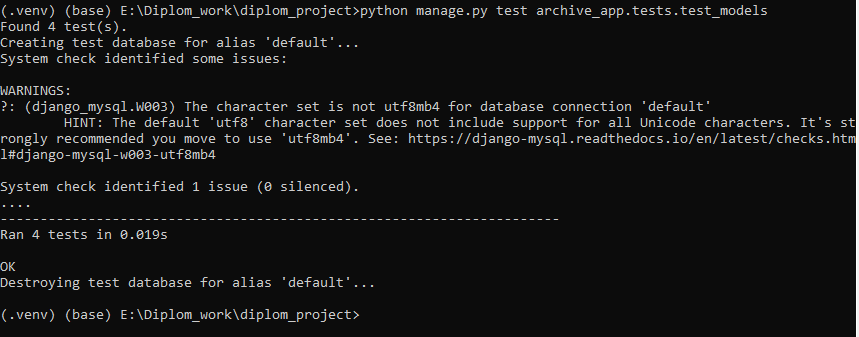 (.venv) (base) E:\Diplom_work\diplom_project>python manage.py test archive_app.tests.test_models
Found 4 test(s).
Creating test database for alias 'default'...
System check identified some issues:

WARNINGS:
?: (django_mysql.W003) The character set is not utf8mb4 for database connection 'default'
        HINT: The default 'utf8' character set does not include support for all Unicode characters. It's st
rongly recommended you move to use 'utf8mb4'. See: https://django-mysql.readthedocs.io/en/latest/checks.htm
l#django-mysql-w003-utf8mb4

System check identified 1 issue (0 silenced).
....
----------------------------------------------------------------------
Ran 4 tests in 0.019s

OK
Destroying test database for alias 'default'...

(.venv) (base) E:\Diplom_work\diplom_project>